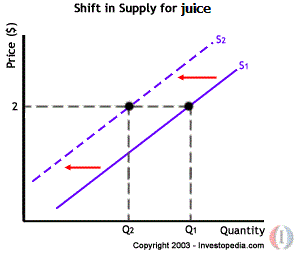 Shift in Supply for juice
Price ($)
S2
S1
2
Q2
Q1
Quantity
Copyright 2003 - Investopedia.com